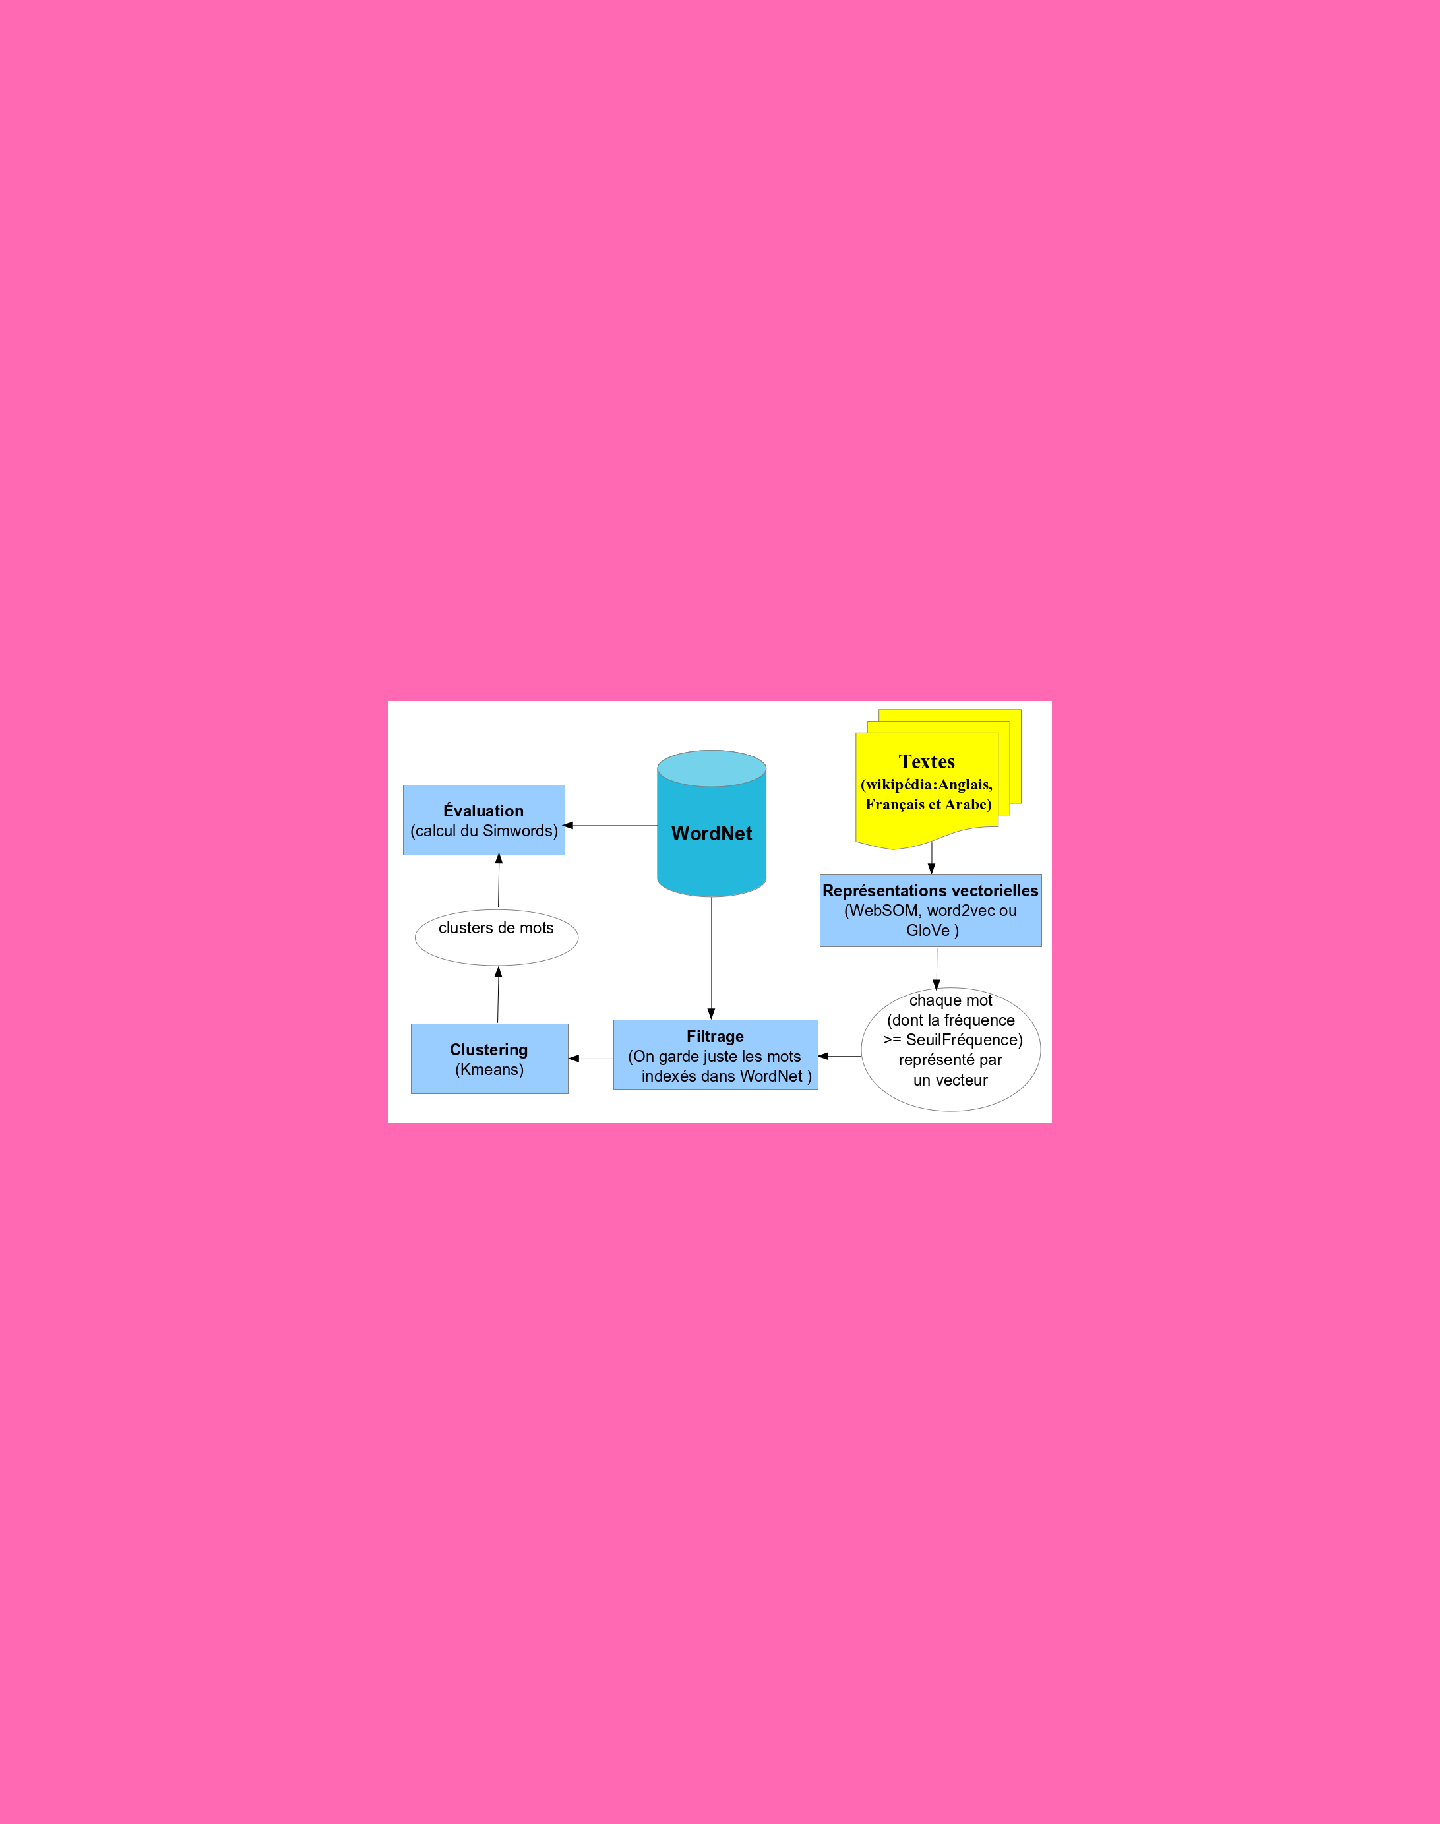 Textes
(wikipédia:Anglais,
Français et Arabe)
WordNet
Évaluation
(calcul du Simwords)
Représentations vectorielles
(WebSOM, word2vec ou
GloVe )
clusters de mots
chaque mot
(dont la fréquence
>= SeuilFréquence)
représenté par
un vecteur
Filtrage
(On garde juste les mots
indexés dans WordNet )
Clustering
(Kmeans)